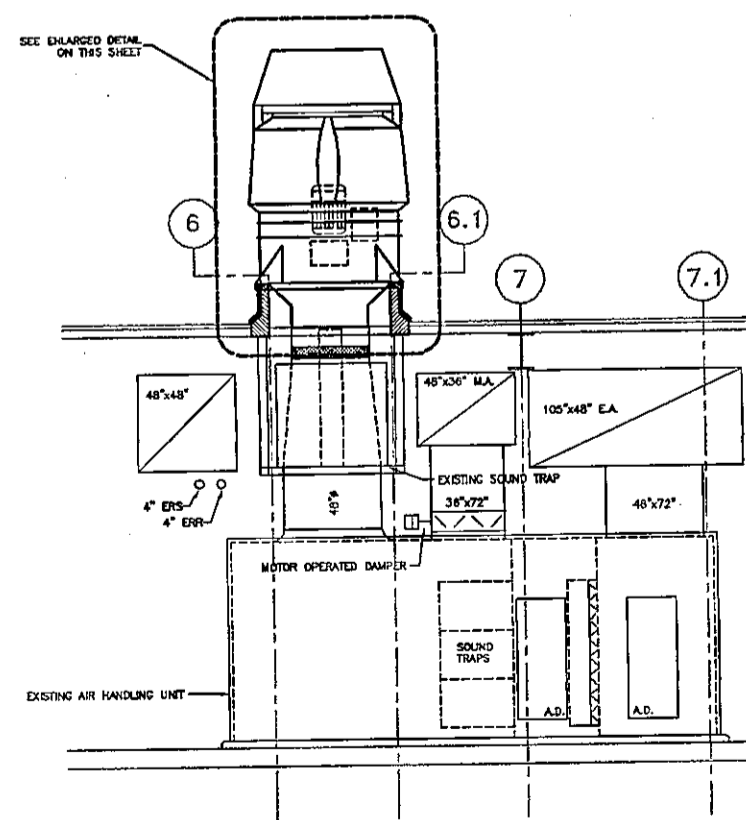 SEE ENLARGED DETAIL
ON THIS SHEET
6
6.1
7
7.1
48"x48"
48"x36" M.A.
105"x48" E.A.
EXISTING SOUND TRAP
4" ERS
4" ERR
48"ø
36"x72"
48"x72"
MOTOR OPERATED DAMPER
SOUND
TRAPS
EXISTING AIR HANDLING UNIT
A.D.
A.D.